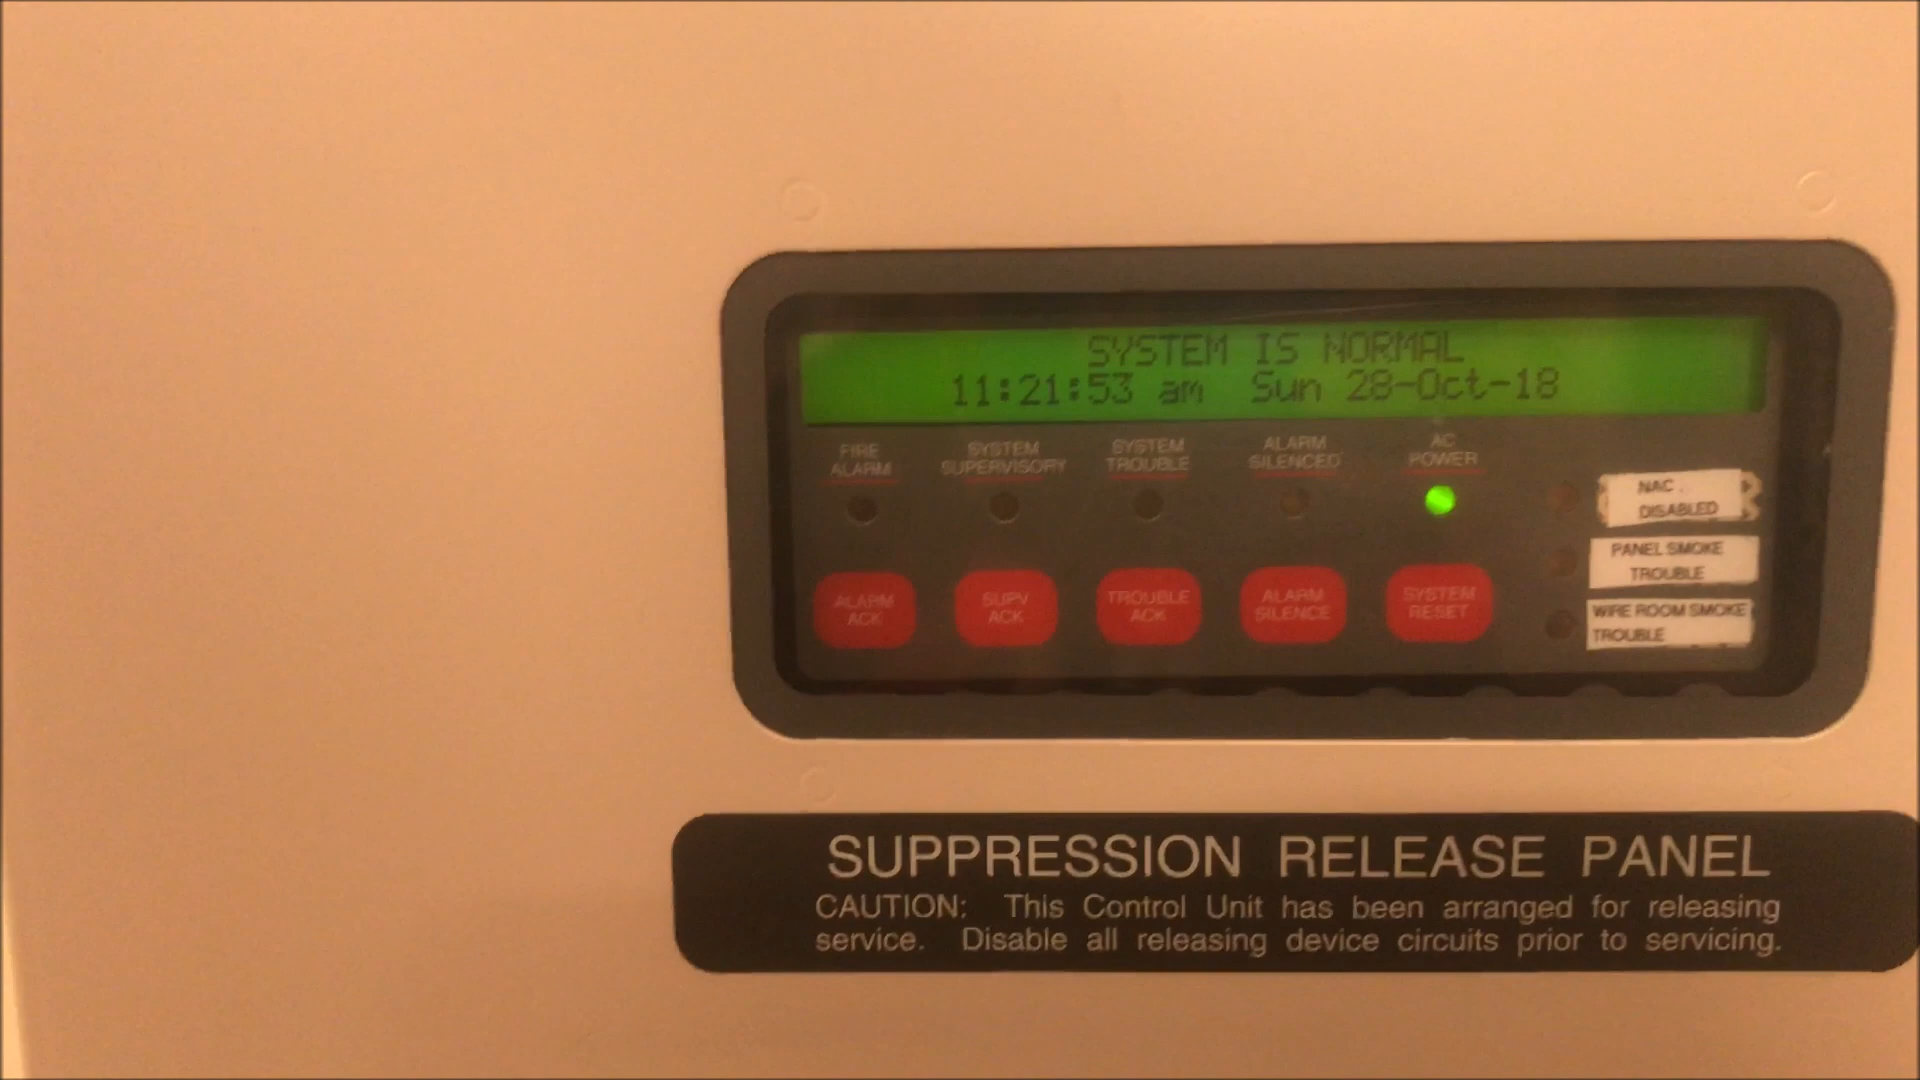 SYSTEM IS NORMAL
11:21:53 am Sun 28-Oct-18
FIRE
ALARM
SYSTEM
SUPERVISORY
SYSTEM
TROUBLE
ALARM
SILENCED
AC
POWER
NAC
DISABLED
PANEL SMOKE
TROUBLE
WIRE ROOM SMOKE
TROUBLE
ALARM
ACK
SUPV
ACK
TROUBLE
ACK
ALARM
SILENCE
SYSTEM
RESET
SUPPRESSION RELEASE PANEL
CAUTION: This Control Unit has been arranged for releasing
service. Disable all releasing device circuits prior to servicing.